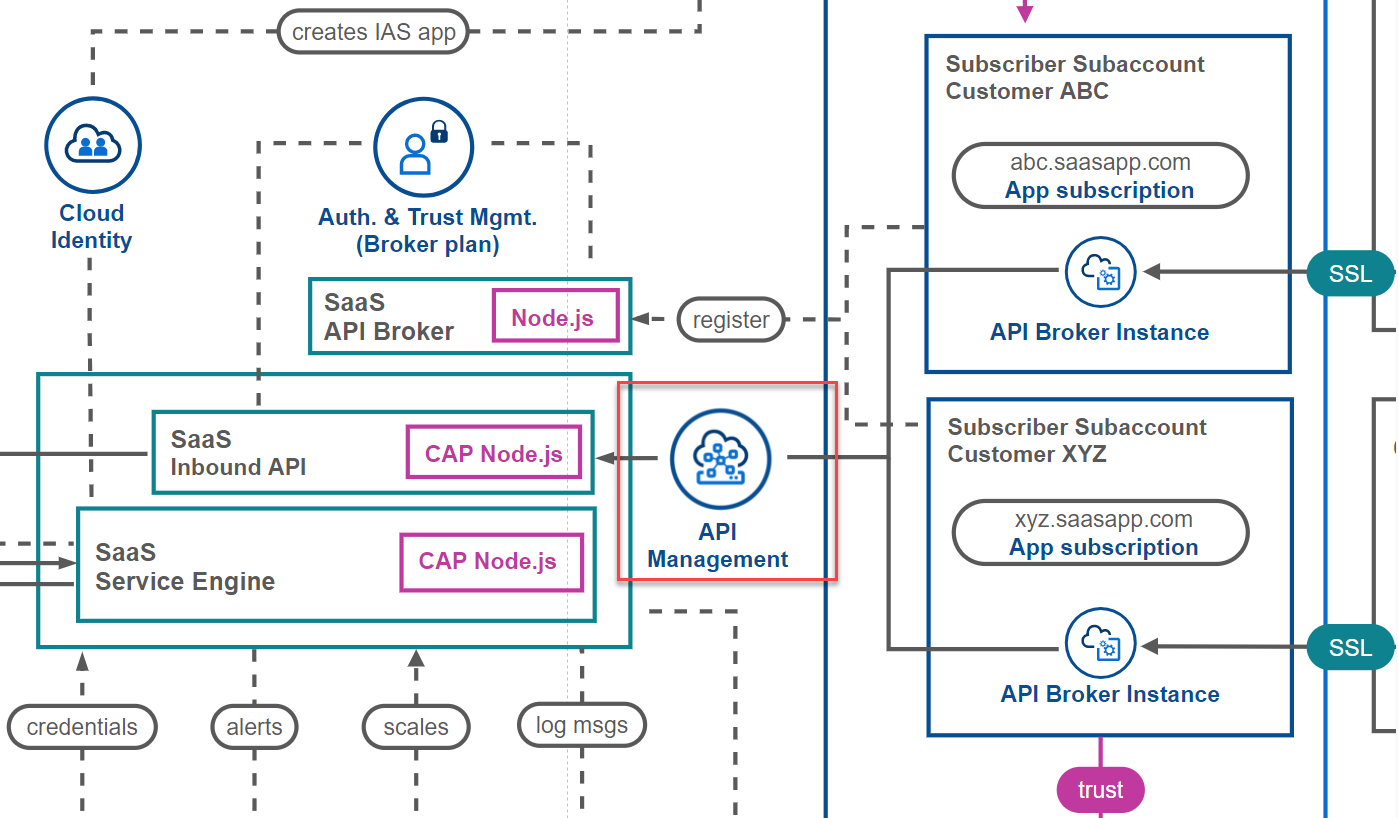 creates IAS app
Cloud
Identity
Auth. & Trust Mgmt.
(Broker plan)
SaaS
API Broker
Node.js
register
SaaS
Inbound API
CAP Node.js
SaaS
Service Engine
CAP Node.js
API
Management
credentials
alerts
scales
log msgs
Subscriber Subaccount
Customer ABC
abc.saasapp.com
App subscription
API Broker Instance
SSL
Subscriber Subaccount
Customer XYZ
xyz.saasapp.com
App subscription
API Broker Instance
SSL
trust